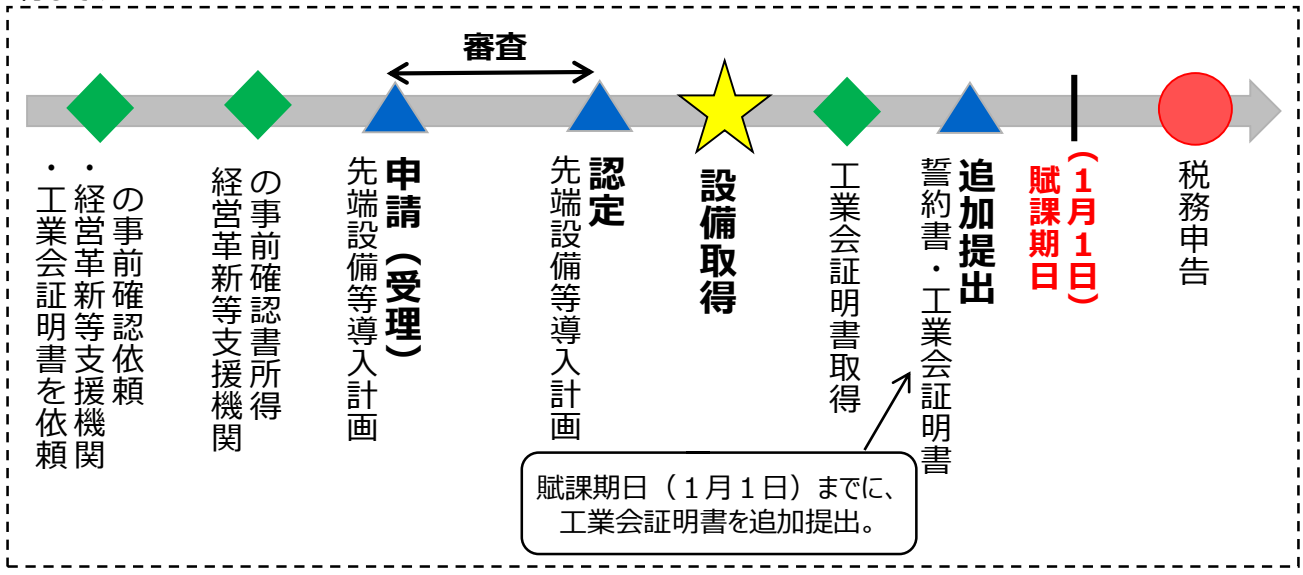 審査
・工業会証明書を依頼
・経営革新等支援機関
の事前確認依頼
経営革新等支援機関
の事前確認書所得
先端設備等導入計画
申請（受理）
先端設備等導入計画
認定
設備取得
工業会証明書取得
誓約書・工業会証明書
追加提出
賦課期日
（１月１日）
税務申告
賦課期日（１月１日）までに、
工業会証明書を追加提出。